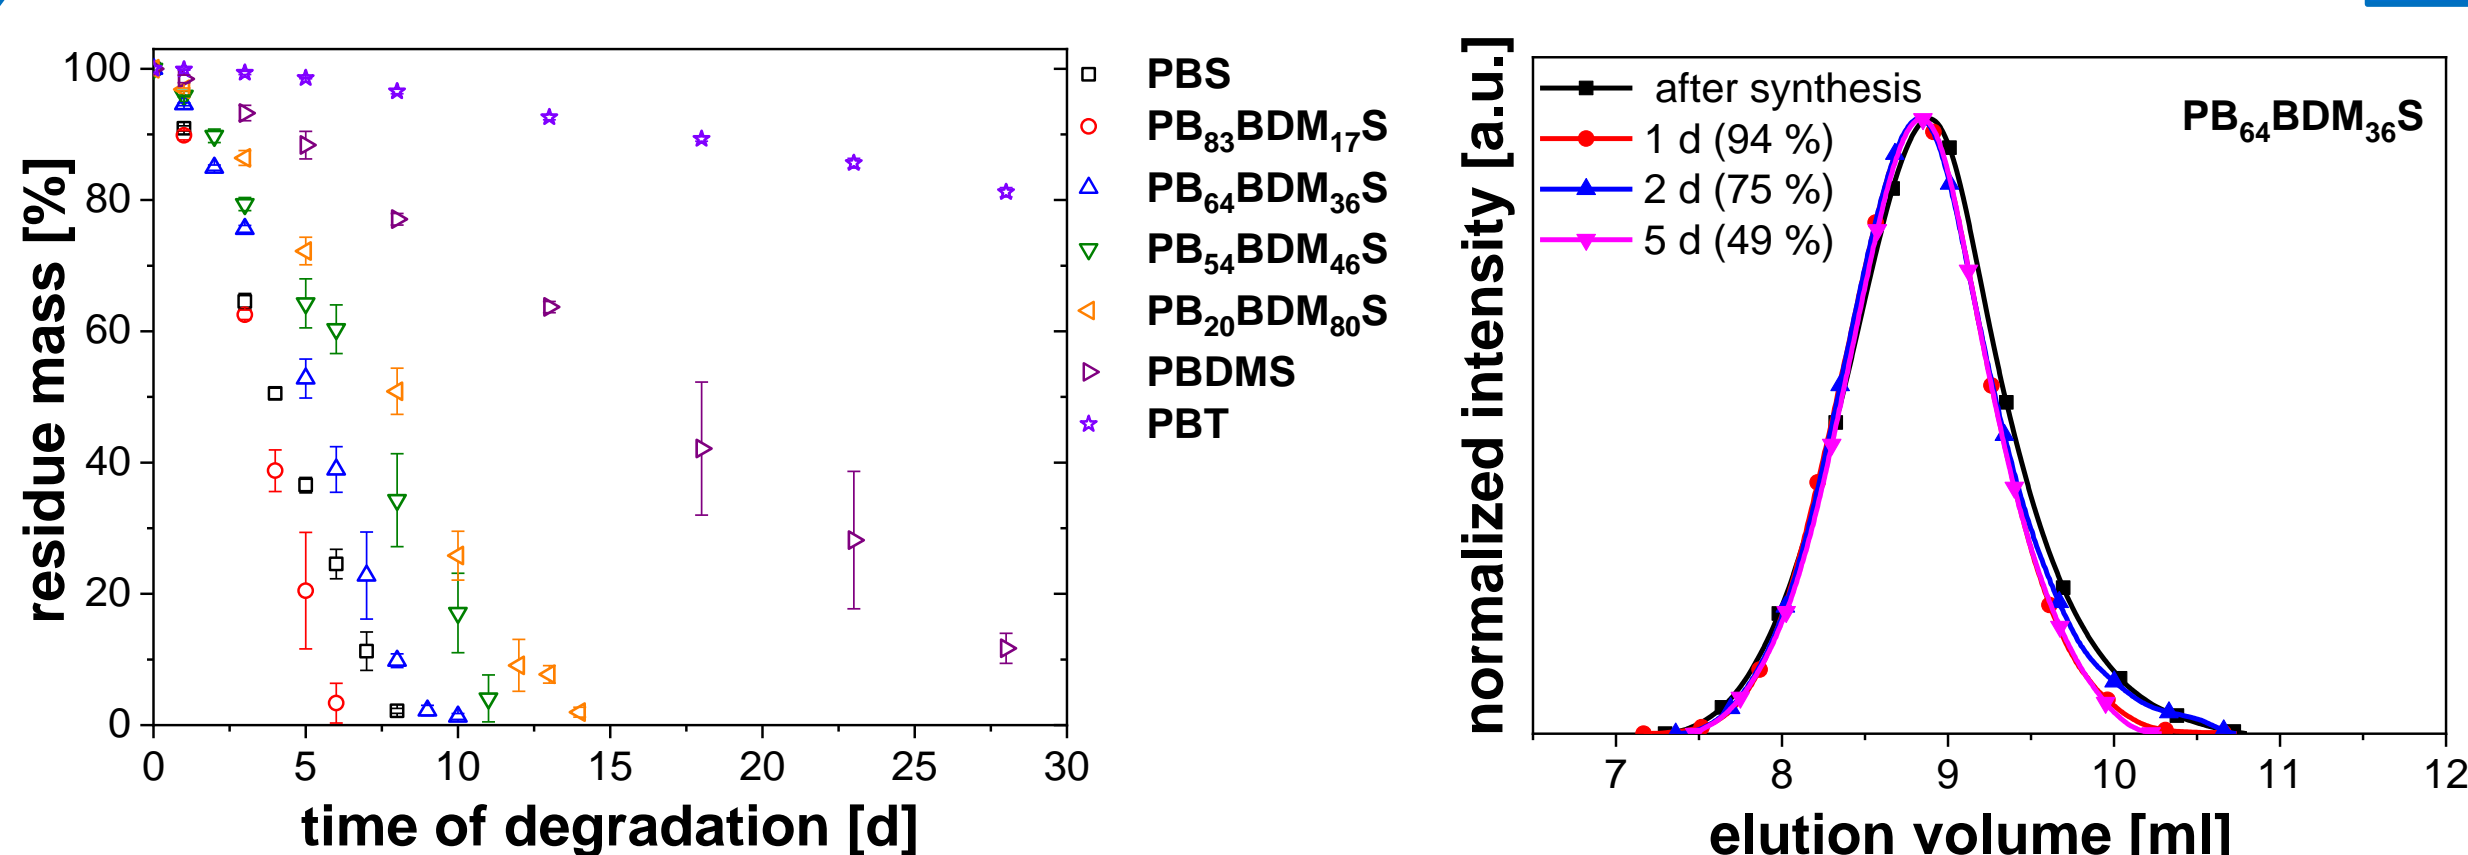 100
80
60
40
20
0
residue mass [%]
0 5 10 15 20 25 30
time of degradation [d]
PBS
PB83BDM17S
PB64BDM36S
PB54BDM46S
PB20BDM80S
PBDMS
PBT
normalized intensity [a.u.]
after synthesis
1 d (94 %)
2 d (75 %)
5 d (49 %)
PB64BDM36S
7 8 9 10 11 12
elution volume [ml]